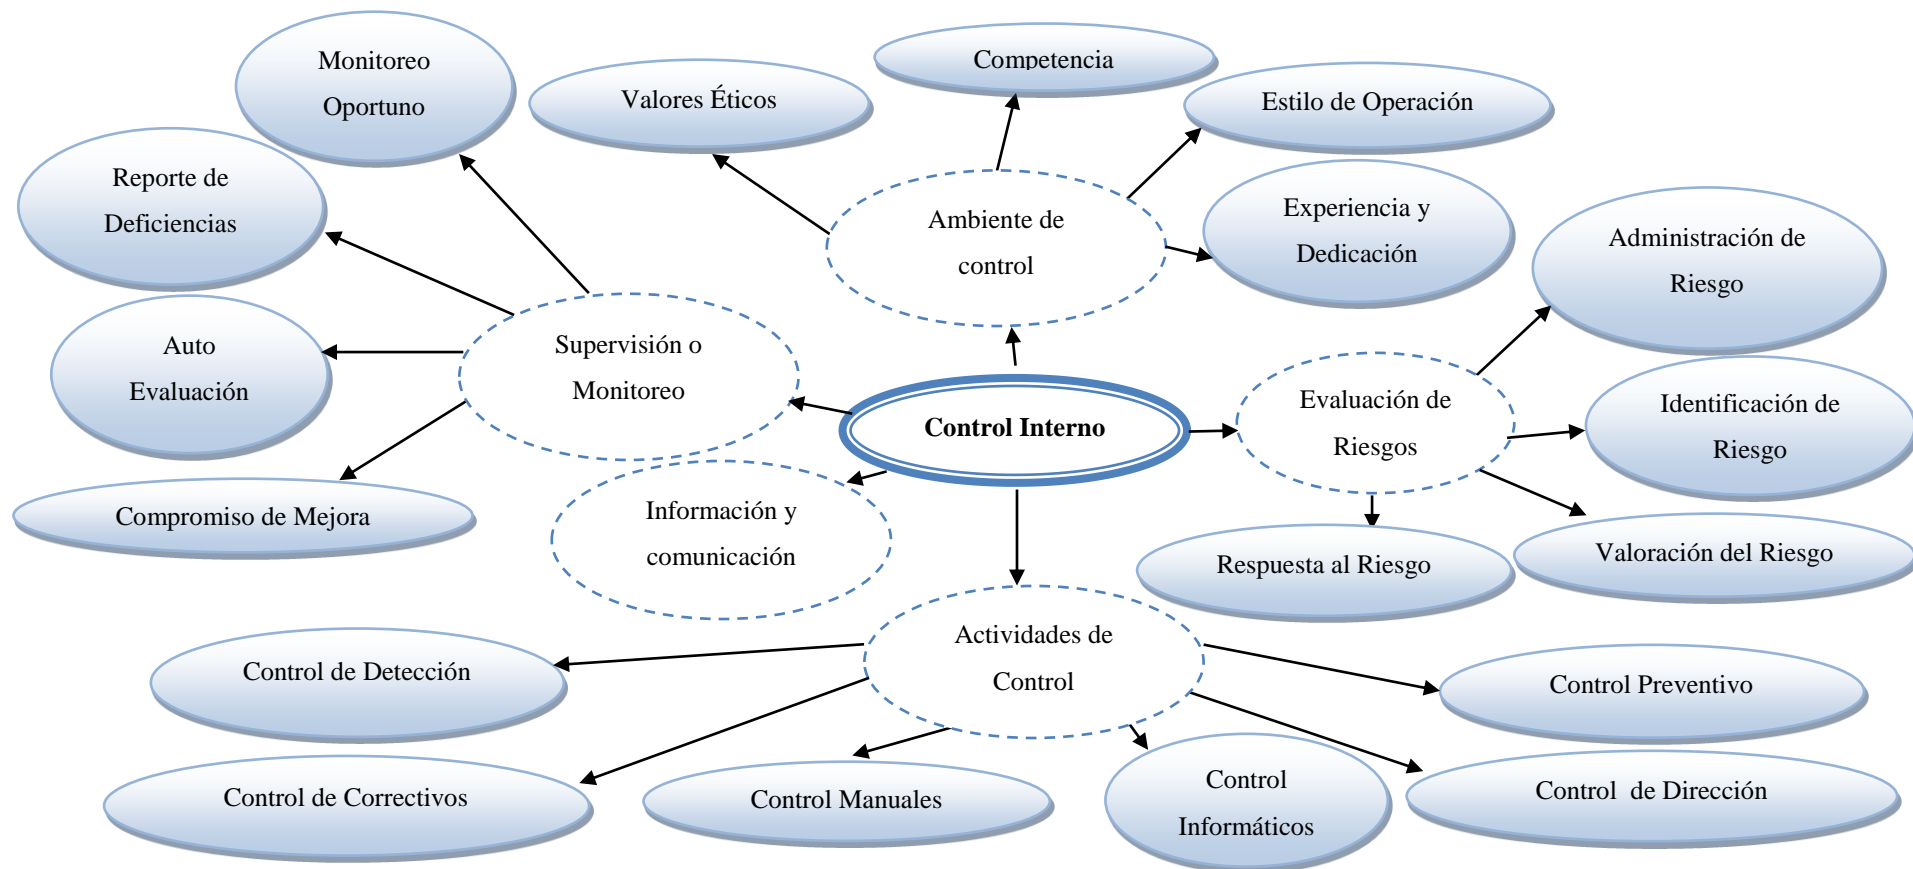 Monitoreo
Oportuno
Competencia
Valores Éticos
Estilo de Operación
Reporte de
Deficiencias
Ambiente de
control
Experiencia y
Dedicación
Administración de
Riesgo
Auto
Evaluación
Supervisión o
Monitoreo
Control Interno
Evaluación de
Riesgos
Identificación de
Riesgo
Compromiso de Mejora
Información y
comunicación
Respuesta al Riesgo
Valoración del Riesgo
Actividades de
Control
Control de Detección
Control Preventivo
Control de Correctivos
Control Manuales
Control
Informáticos
Control  de Dirección